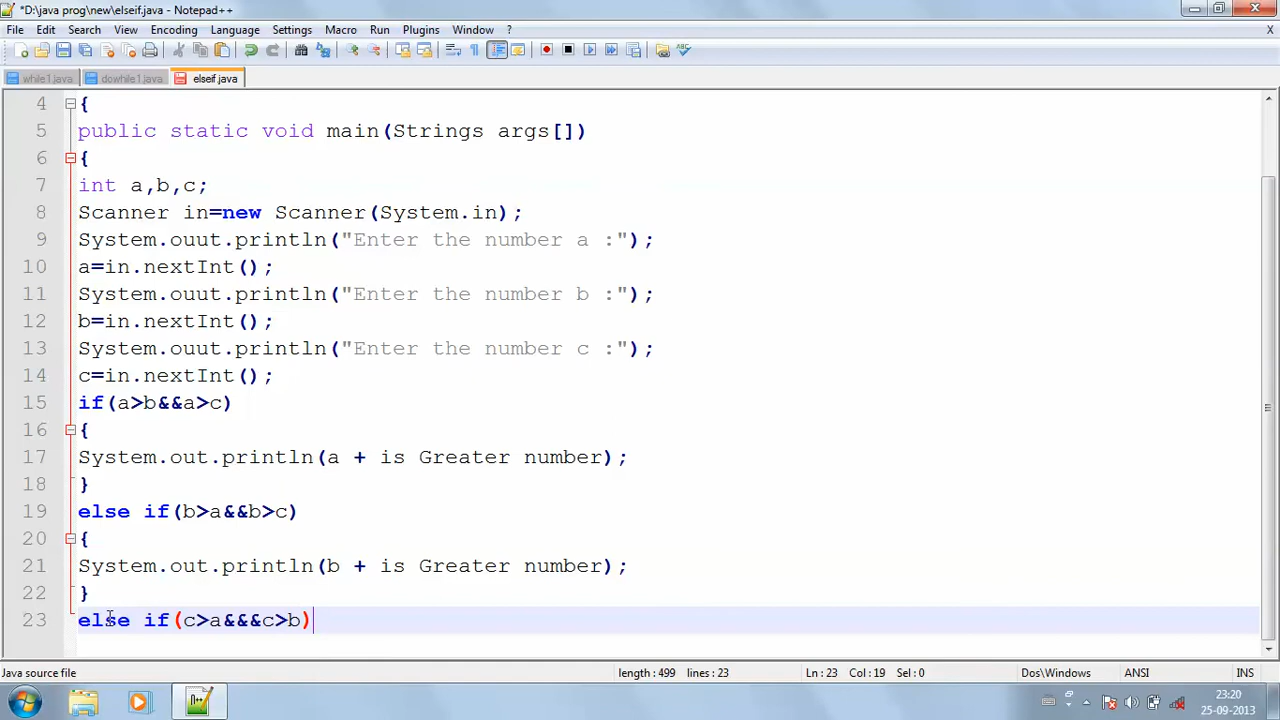 *D:\java prog\new\elseif.java - Notepad++
File Edit Search View Encoding Language Settings Macro Run Plugins Window ? X
while1.java dowhile1.java elseif.java
4 {
5 public static void main(Strings args[])
6 {
7 int a,b,c;
8 Scanner in=new Scanner(System.in);
9 System.ouut.println("Enter the number a :");
10 a=in.nextInt();
11 System.ouut.println("Enter the number b :");
12 b=in.nextInt();
13 System.ouut.println("Enter the number c :");
14 c=in.nextInt();
15 if(a>b&&a>c)
16 {
17 System.out.println(a + is Greater number);
18 }
19 else if(b>a&&b>c)
20 {
21 System.out.println(b + is Greater number);
22 }
23 else if(c>a&&&c>b)
Java source file length : 499 lines : 23 Ln : 23 Col : 19 Sel : 0 Dos\Windows ANSI INS
23:20
25-09-2013